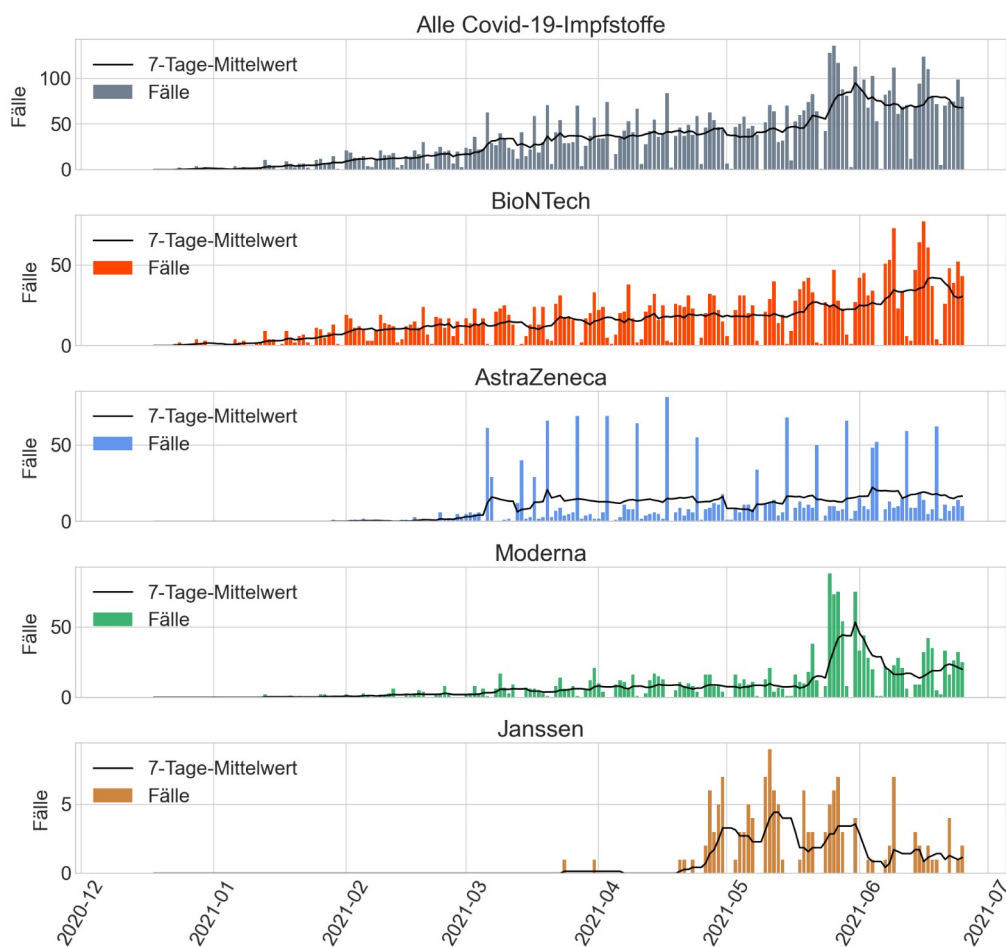 Alle Covid-19-Impfstoffe
Fälle
100
50
0
7-Tage-Mittelwert
Fälle
BioNTech
Fälle
50
0
7-Tage-Mittelwert
Fälle
AstraZeneca
Fälle
50
0
7-Tage-Mittelwert
Fälle
Moderna
Fälle
50
0
7-Tage-Mittelwert
Fälle
Janssen
Fälle
5
0
7-Tage-Mittelwert
Fälle
2020-12
2021-01
2021-02
2021-03
2021-04
2021-05
2021-06
2021-07